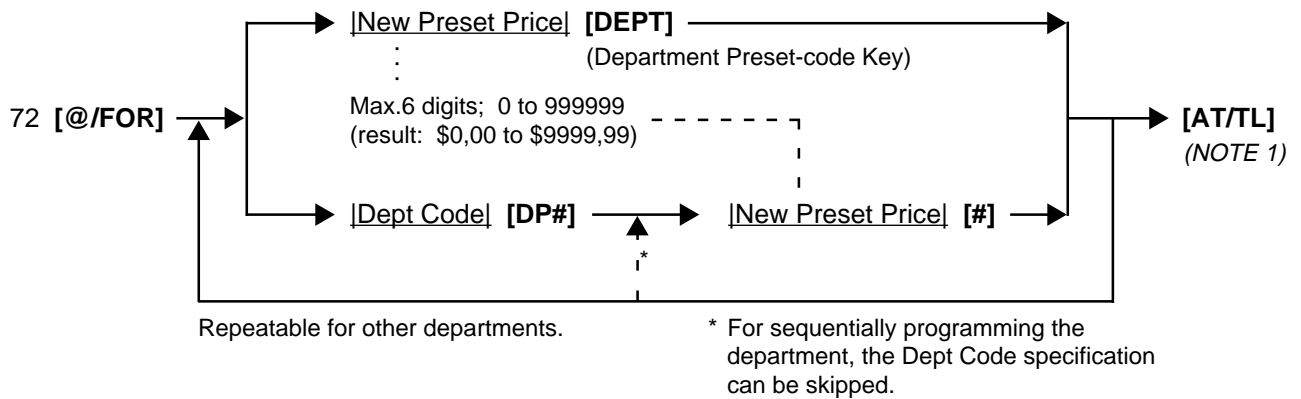 |New Preset Price| [DEPT]
(Department Preset-code Key)
Max.6 digits; 0 to 999999
(result: $0,00 to $9999,99)
72 [@/FOR]
[AT/TL]
(NOTE 1)
|Dept Code| [DP#]
|New Preset Price| [#]
*
Repeatable for other departments.
* For sequentially programming the
department, the Dept Code specification
can be skipped.